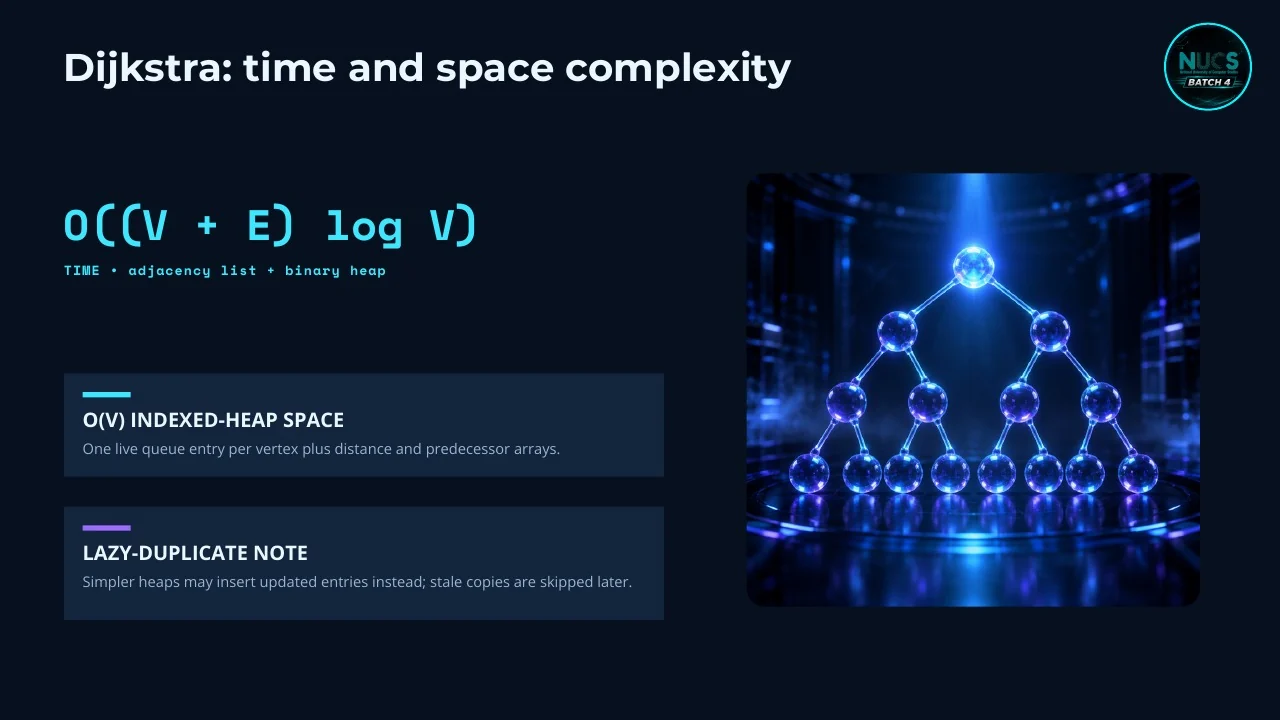 Dijkstra: time and space complexity
NUCS
BATCH 4
O((V + E) log V)
TIME • adjacency list + binary heap
O(V) INDEXED-HEAP SPACE
One live queue entry per vertex plus distance and predecessor arrays.
LAZY-DUPLICATE NOTE
Simpler heaps may insert updated entries instead; stale copies are skipped later.